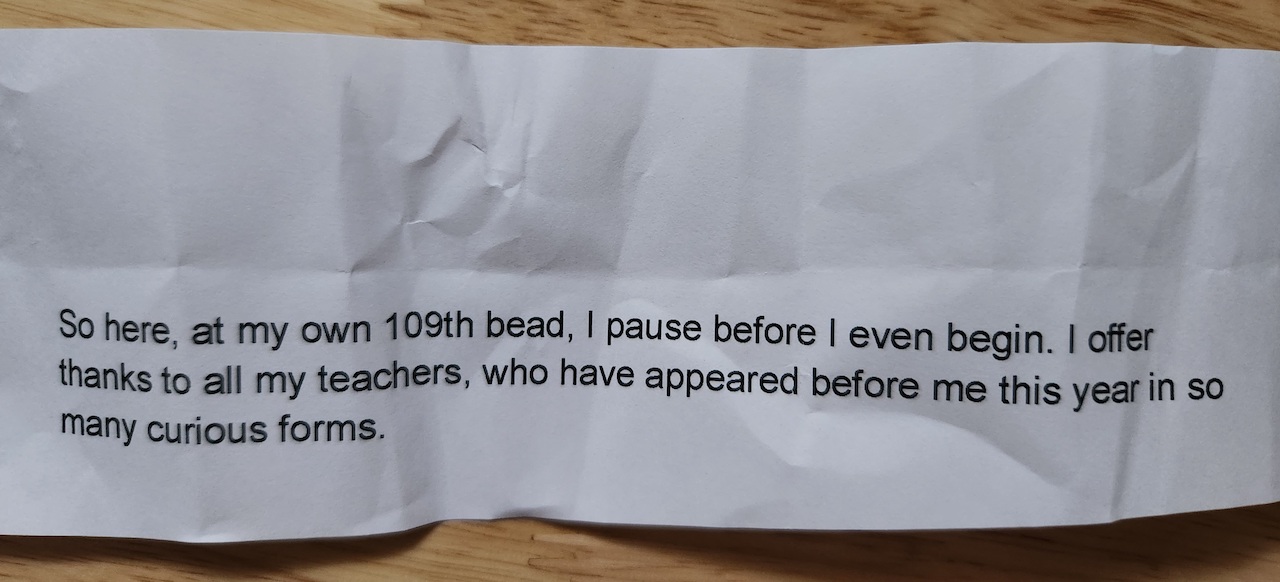 So here, at my own 109th bead, I pause before I even begin. I offer
thanks to all my teachers, who have appeared before me this year in so
many curious forms.